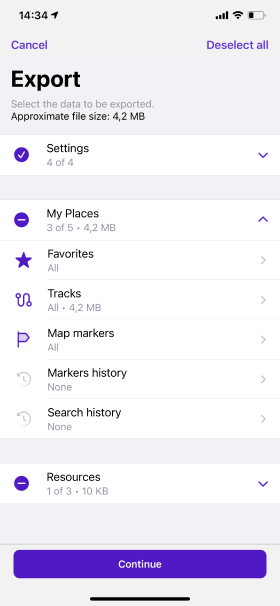 14:34
Cancel
Deselect all
Export
Select the data to be exported.
Approximate file size: 4,2 MB
Settings
4 of 4
My Places
3 of 5 • 4,2 MB
Favorites
All
Tracks
All • 4,2 MB
Map markers
All
Markers history
None
Search history
None
Resources
1 of 3 • 10 KB
Continue